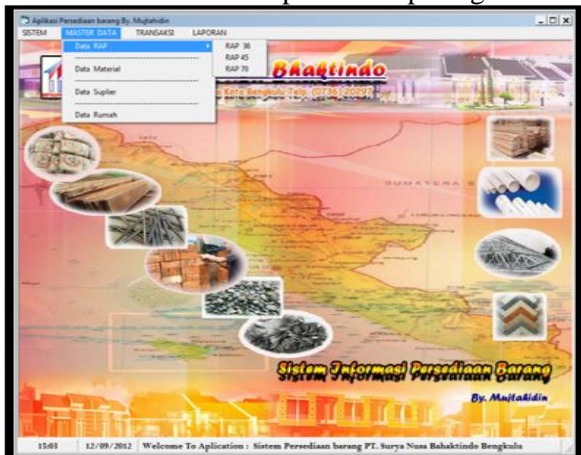 Aplikasi Persediaan barang By. Mujtahidin
SISTEM MASTER DATA TRANSAKSI LAPORAN
Data RAP
RAP 36
RAP 45
RAP 70
Data Material
Data Suplier
Data Rumah
Bhaktindo
Kota Bengkulu Telp. (0736) 20297
SUMATERA S
Sistem Informasi Persediaan Barang
By. Mujtahidin
15:03 12/09/2012 Welcome To Aplication : Sistem Persediaan barang PT. Surya Nusa Bahaktindo Bengkulu